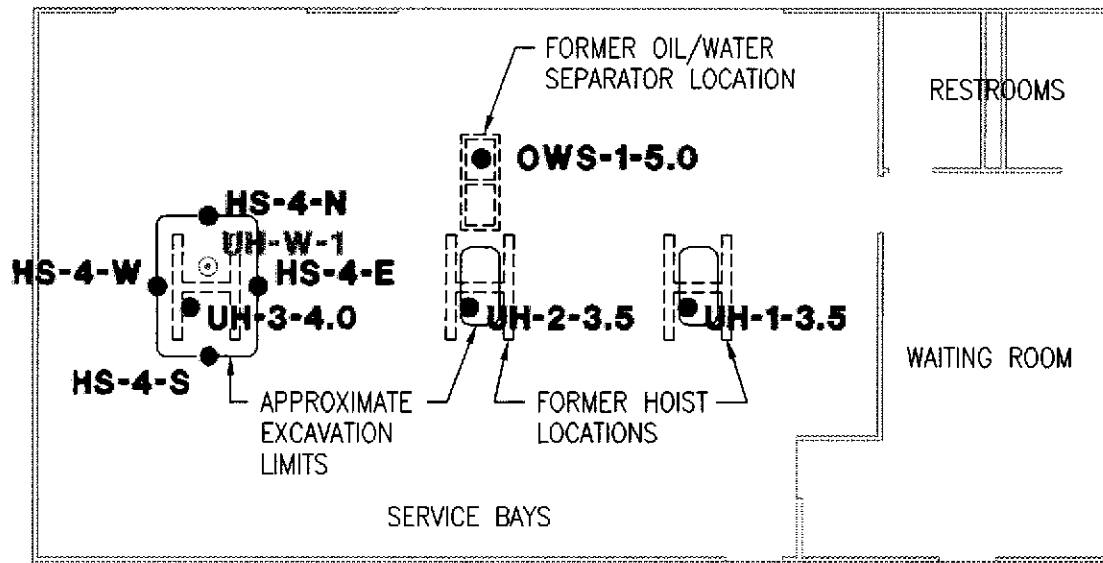 FORMER OIL/WATER
SEPARATOR LOCATION
RESTROOMS
OWS-1-5.0
HS-4-N
UH-W-1
HS-4-W
HS-4-E
UH-3-4.0
UH-2-3.5
UH-1-3.5
WAITING ROOM
HS-4-S
APPROXIMATE
EXCAVATION
LIMITS
FORMER HOIST
LOCATIONS
SERVICE BAYS